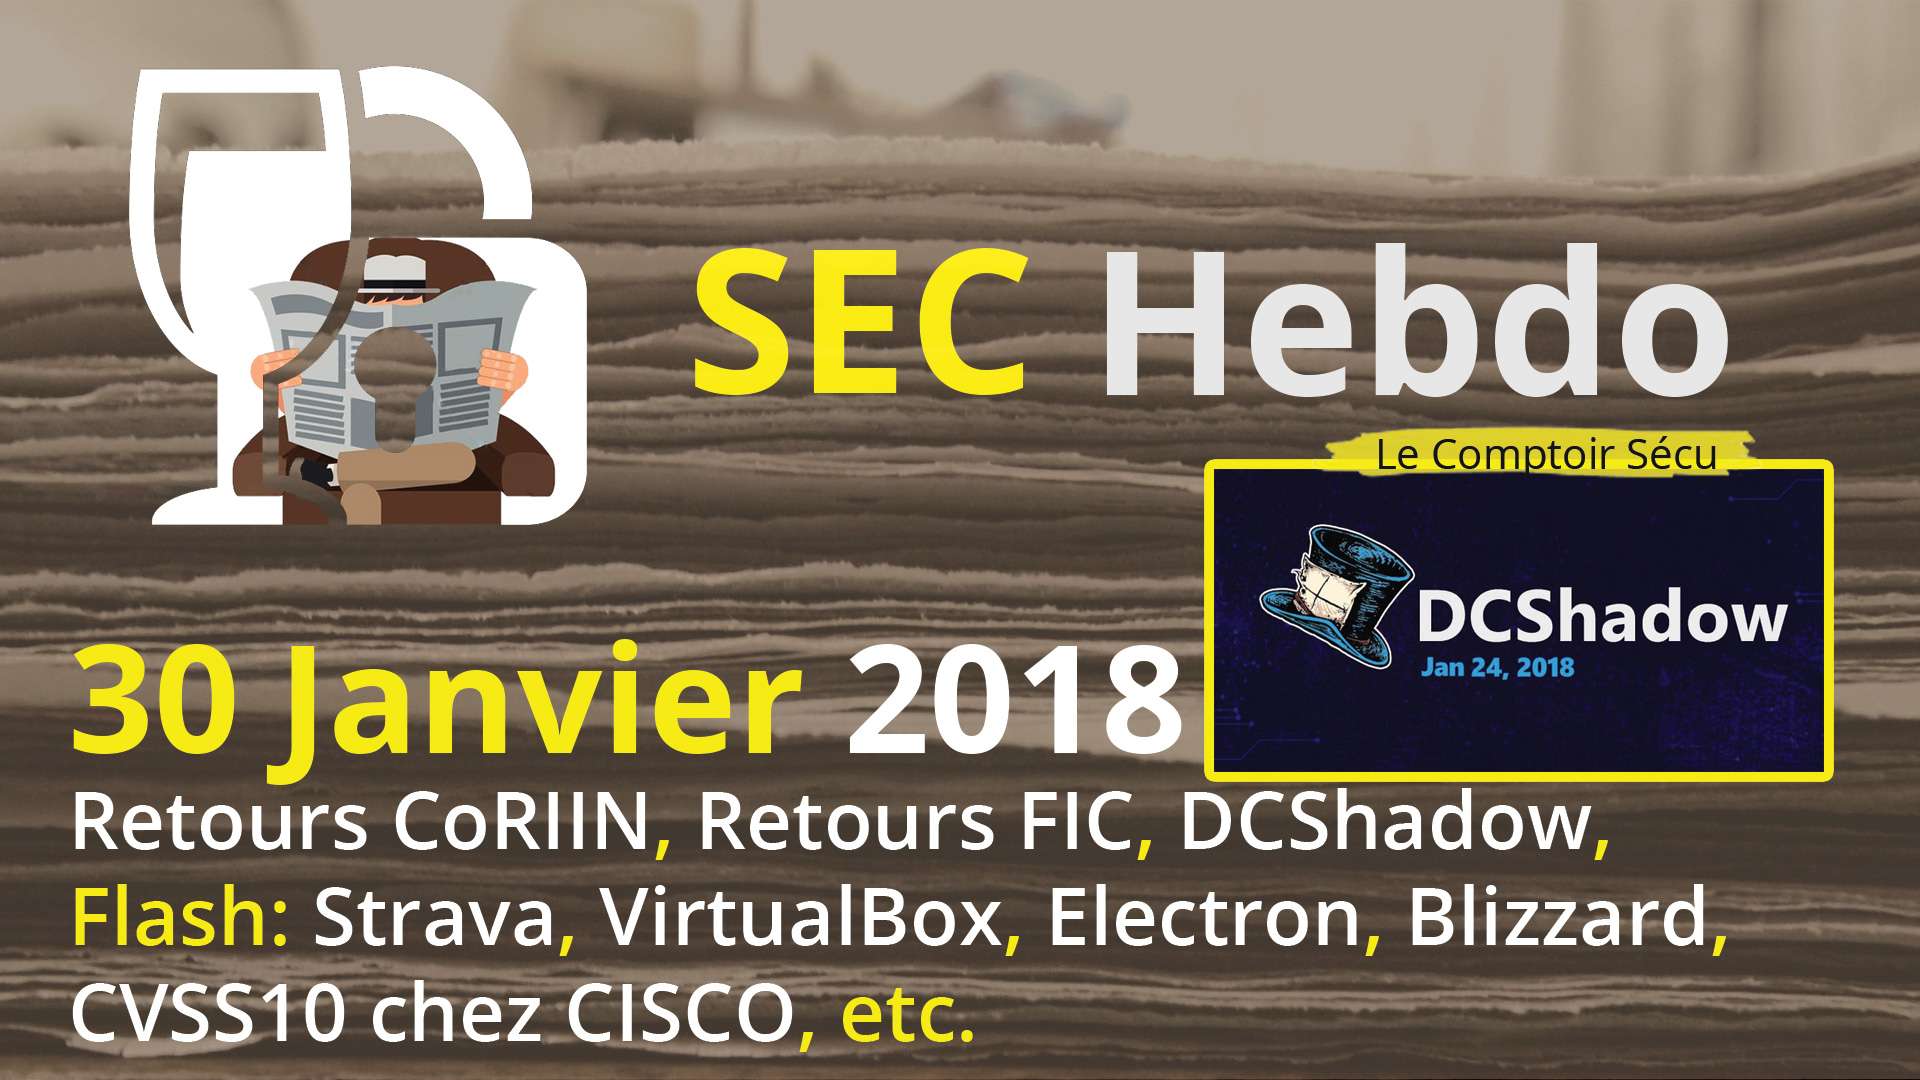 SEC Hebdo
Le Comptoir Sécu
DCShadow
Jan 24, 2018
30 Janvier 2018
Retours CoRIIN, Retours FIC, DCShadow,
Flash: Strava, VirtualBox, Electron, Blizzard,
CVSS10 chez CISCO, etc.